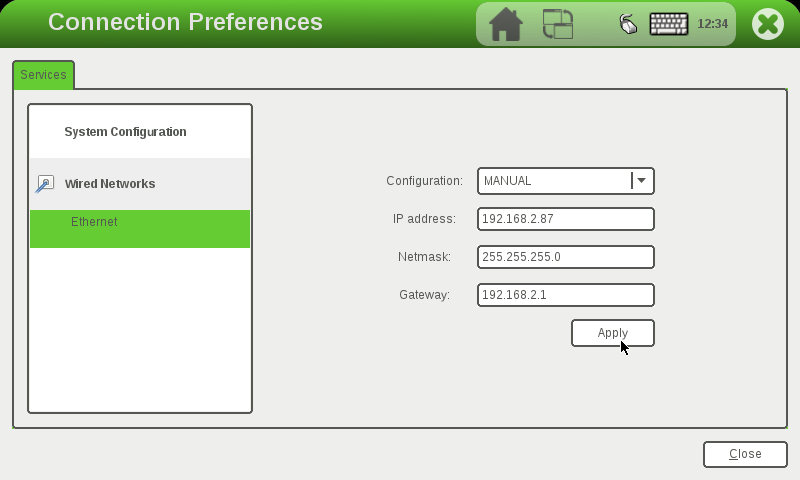 Connection Preferences
12:34
Services
System Configuration
Wired Networks
Ethernet
Configuration: MANUAL
IP address: 192.168.2.87
Netmask: 255.255.255.0
Gateway: 192.168.2.1
Apply
Close